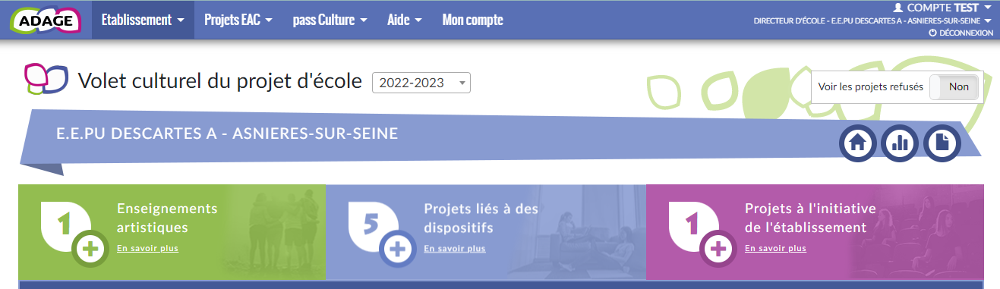 ADAGE
Etablissement
Projets EAC
pass Culture
Aide
Mon compte
COMPTE TEST
DIRECTEUR D'ÉCOLE - E.E.PU DESCARTES A - ASNIERES-SUR-SEINE
DÉCONNEXION
Volet culturel du projet d'école
2022-2023
Voir les projets refusés
Non
E.E.PU DESCARTES A - ASNIERES-SUR-SEINE
1
Enseignements
artistiques
En savoir plus
5
Projets liés à des
dispositifs
En savoir plus
1
Projets à l'initiative
de l'établissement
En savoir plus